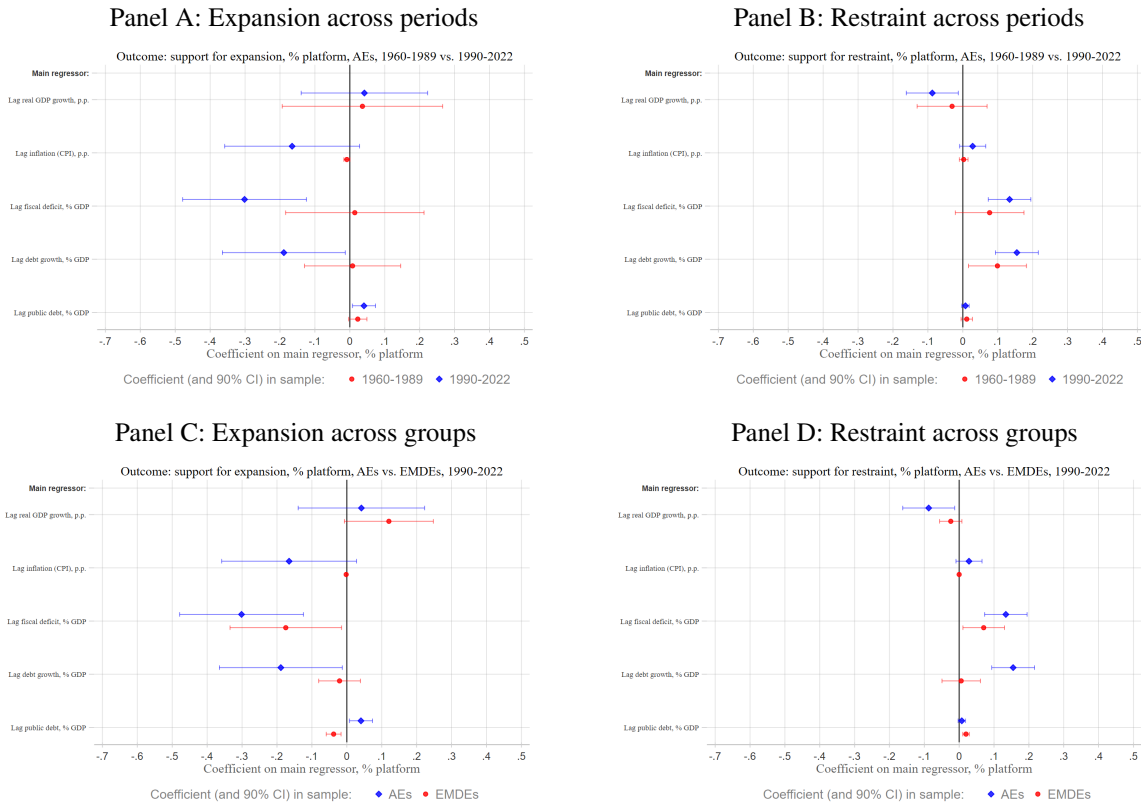 Panel A: Expansion across periods
Outcome: support for expansion, % platform, AEs, 1960-1989 vs. 1990-2022
Main regressor:
Lag real GDP growth, p.p.
Lag inflation (CPI), p.p.
Lag fiscal deficit, % GDP
Lag debt growth, % GDP
Lag public debt, % GDP
-.7 -.6 -.5 -.4 -.3 -.2 -.1 0 .1 .2 .3 .4 .5
Coefficient on main regressor, % platform
Coefficient (and 90% CI) in sample: 1960-1989 1990-2022
Panel B: Restraint across periods
Outcome: support for restraint, % platform, AEs, 1960-1989 vs. 1990-2022
Main regressor:
Lag real GDP growth, p.p.
Lag inflation (CPI), p.p.
Lag fiscal deficit, % GDP
Lag debt growth, % GDP
Lag public debt, % GDP
-.7 -.6 -.5 -.4 -.3 -.2 -.1 0 .1 .2 .3 .4 .5
Coefficient on main regressor, % platform
Coefficient (and 90% CI) in sample: 1960-1989 1990-2022
Panel C: Expansion across groups
Outcome: support for expansion, % platform, AEs vs. EMDEs, 1990-2022
Main regressor:
Lag real GDP growth, p.p.
Lag inflation (CPI), p.p.
Lag fiscal deficit, % GDP
Lag debt growth, % GDP
Lag public debt, % GDP
-.7 -.6 -.5 -.4 -.3 -.2 -.1 0 .1 .2 .3 .4 .5
Coefficient on main regressor, % platform
Coefficient (and 90% CI) in sample: AEs EMDEs
Panel D: Restraint across groups
Outcome: support for restraint, % platform, AEs vs. EMDEs, 1990-2022
Main regressor:
Lag real GDP growth, p.p.
Lag inflation (CPI), p.p.
Lag fiscal deficit, % GDP
Lag debt growth, % GDP
Lag public debt, % GDP
-.7 -.6 -.5 -.4 -.3 -.2 -.1 0 .1 .2 .3 .4 .5
Coefficient on main regressor, % platform
Coefficient (and 90% CI) in sample: AEs EMDEs